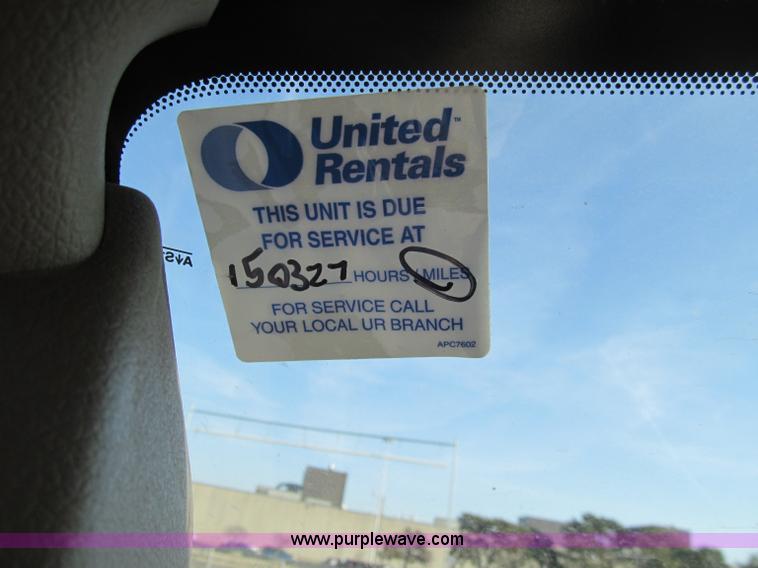 United™
Rentals
THIS UNIT IS DUE
FOR SERVICE AT
150327 HOURS/MILES
FOR SERVICE CALL
YOUR LOCAL UR BRANCH
APC7602
www.purplewave.com